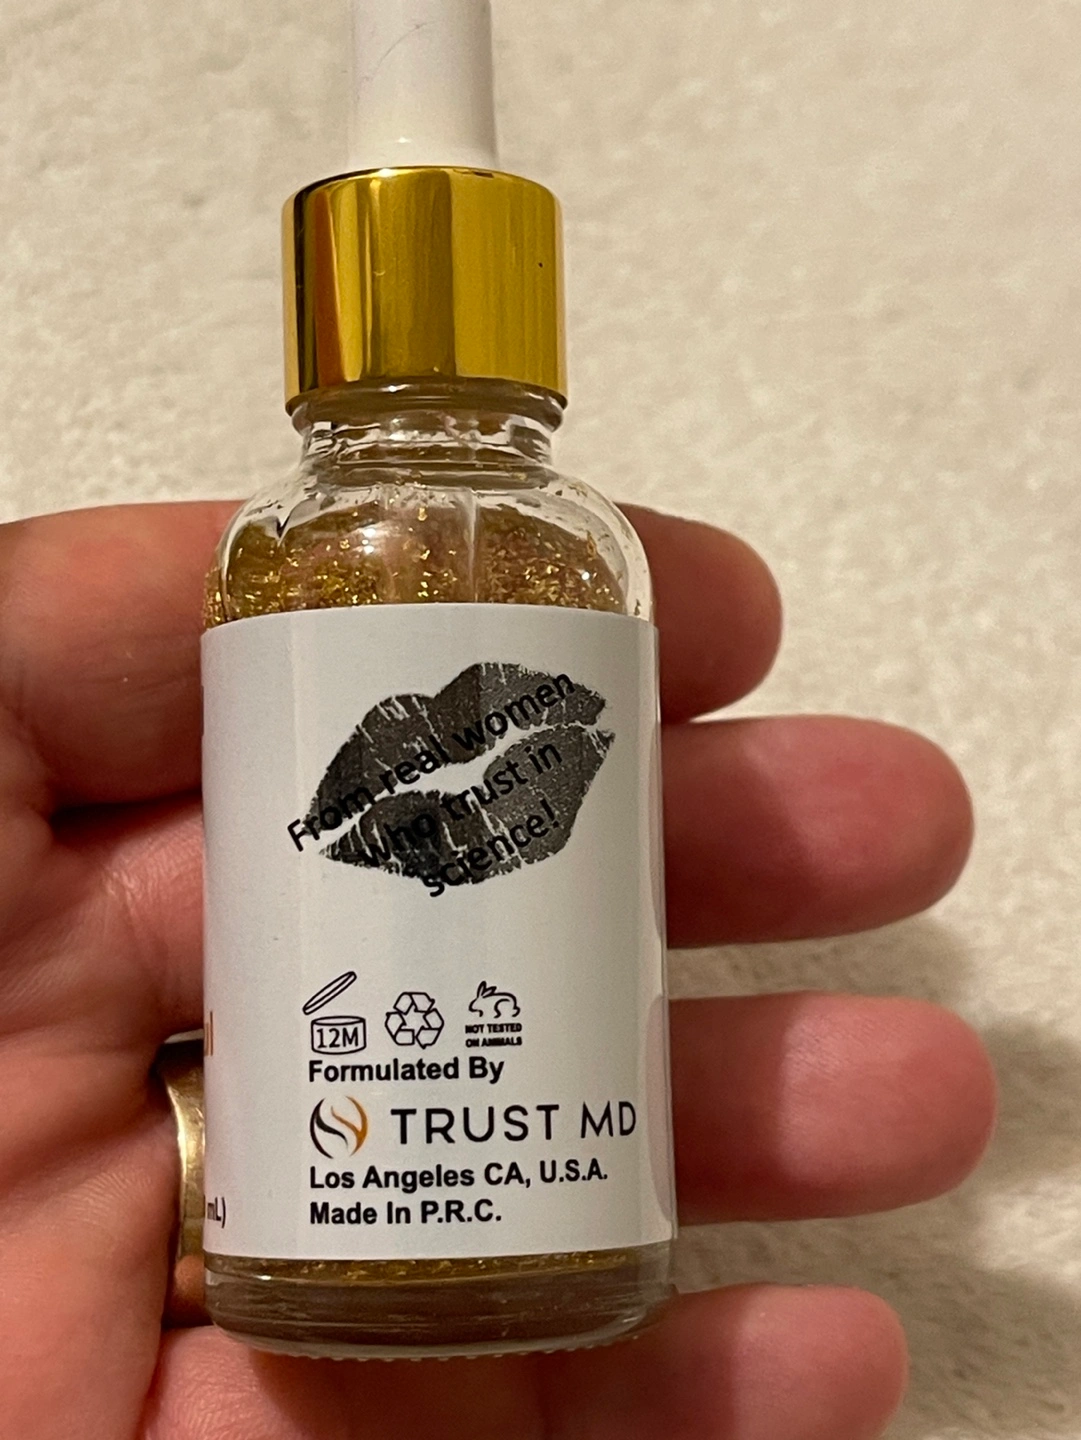 From real women
who trust in
science!
12M
NOT TESTED
ON ANIMALS
Formulated By
TRUST MD
Los Angeles CA, U.S.A.
Made In P.R.C.
mL)